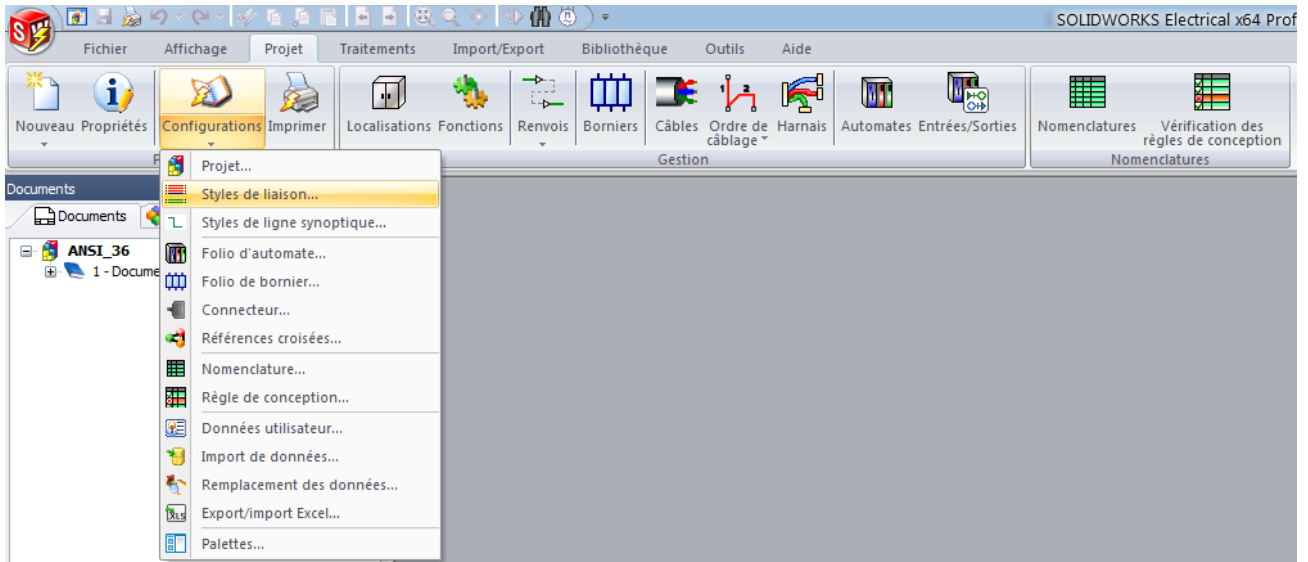 SOLIDWORKS Electrical x64 Prof
Fichier Affichage Projet Traitements Import/Export Bibliothèque Outils Aide
Nouveau Propriétés Configurations Imprimer Localisations Fonctions Renvois Borniers Câbles Ordre de câblage Harnais Automates Entrées/Sorties Nomenclatures Vérification des règles de conception
P Gestion Nomenclatures
Projet...
Documents
Styles de liaison...
Documents
Styles de ligne synoptique...
ANSI_36
Folio d'automate...
1 - Docume
Folio de bornier...
Connecteur...
Références croisées...
Nomenclature...
Règle de conception...
Données utilisateur...
Import de données...
Remplacement des données...
Export/import Excel...
Palettes...